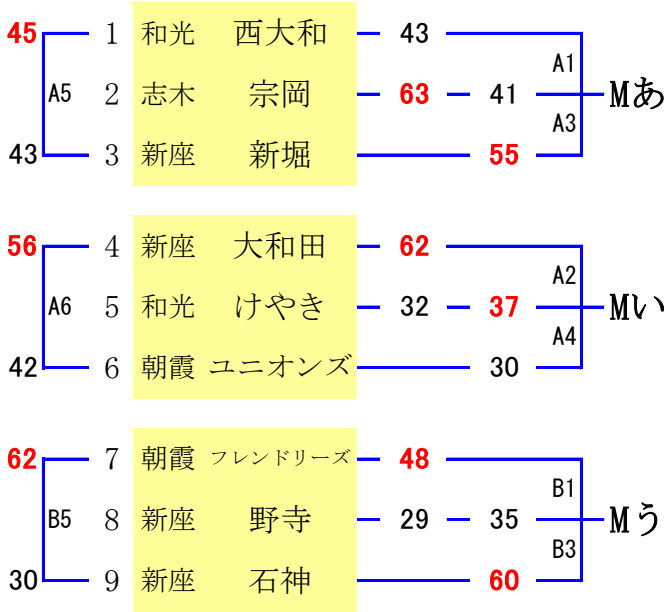 45 1 和光 西大和 43
A1
A5 2 志木 宗岡 63 41 Mあ
A3
43 3 新座 新堀 55
56 4 新座 大和田 62
A2
A6 5 和光 けやき 32 37 Mい
A4
42 6 朝霞 ユニオンズ 30
62 7 朝霞 フレンドリーズ 48
B1
B5 8 新座 野寺 29 35 Mう
B3
30 9 新座 石神 60